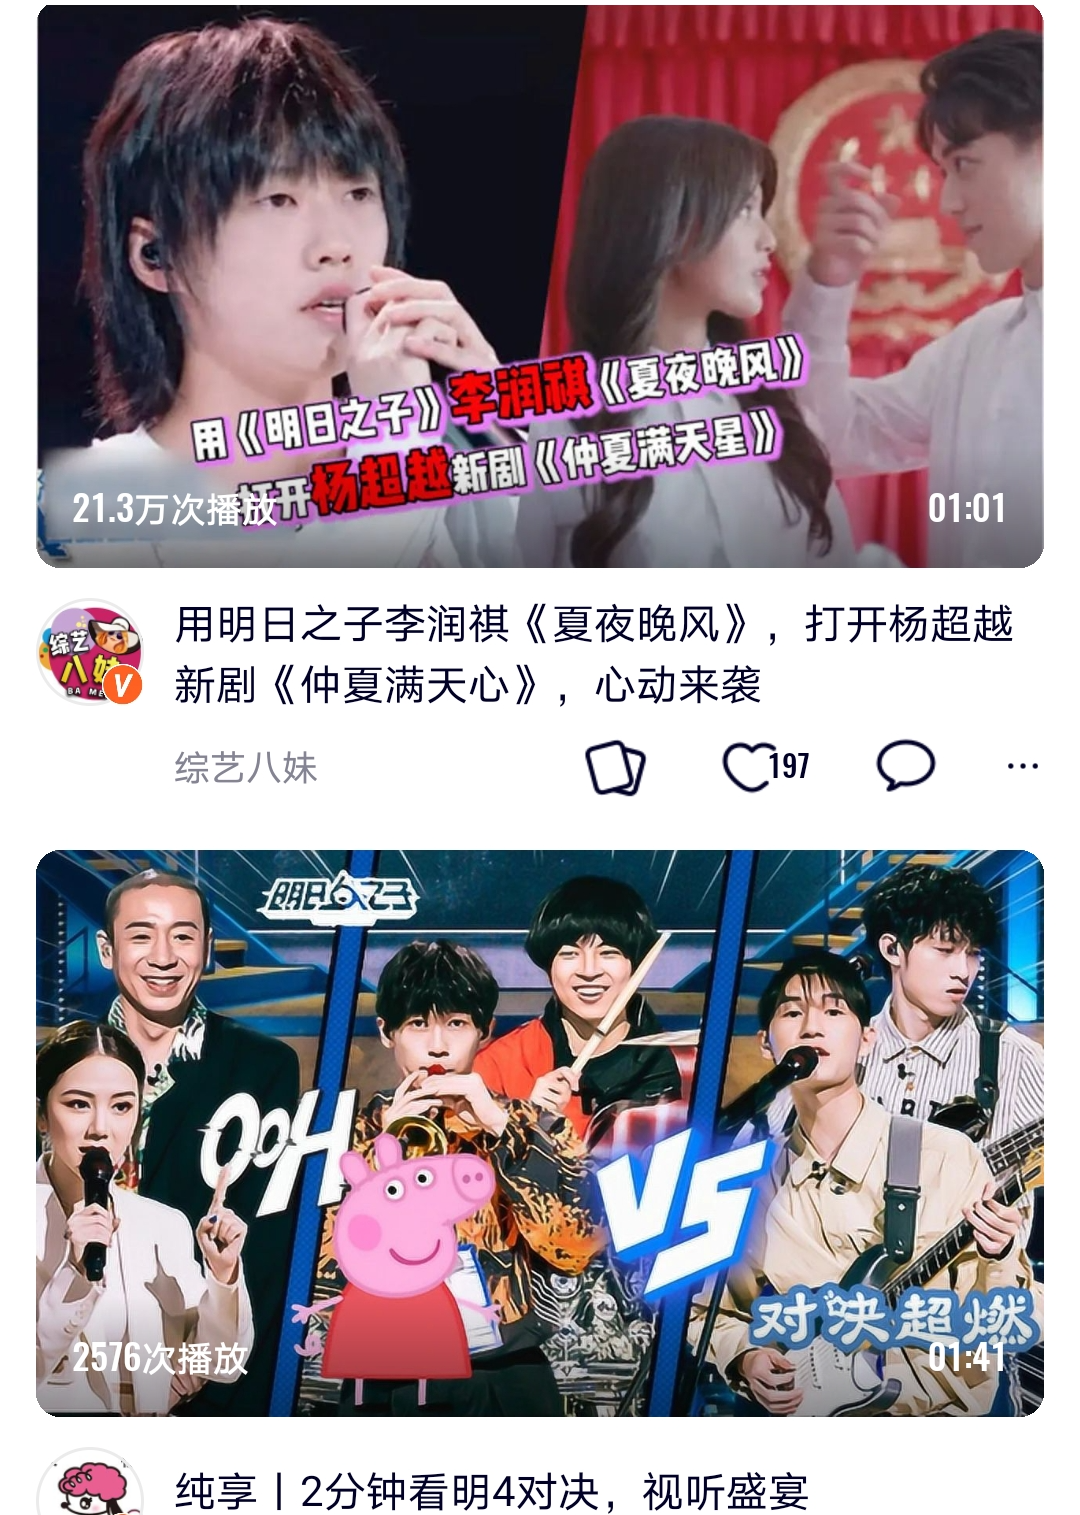 用《明日之子》李润祺《夏夜晚风》
打开杨超越新剧《仲夏满天星》
21.3万次播放
01:01
综艺
八妹
BA ME
V
用明日之子李润祺《夏夜晚风》，打开杨超越
新剧《仲夏满天心》，心动来袭
综艺八妹
197
明日之子
OOH
VS
对决超燃
2576次播放
01:41
纯享丨2分钟看明4对决，视听盛宴